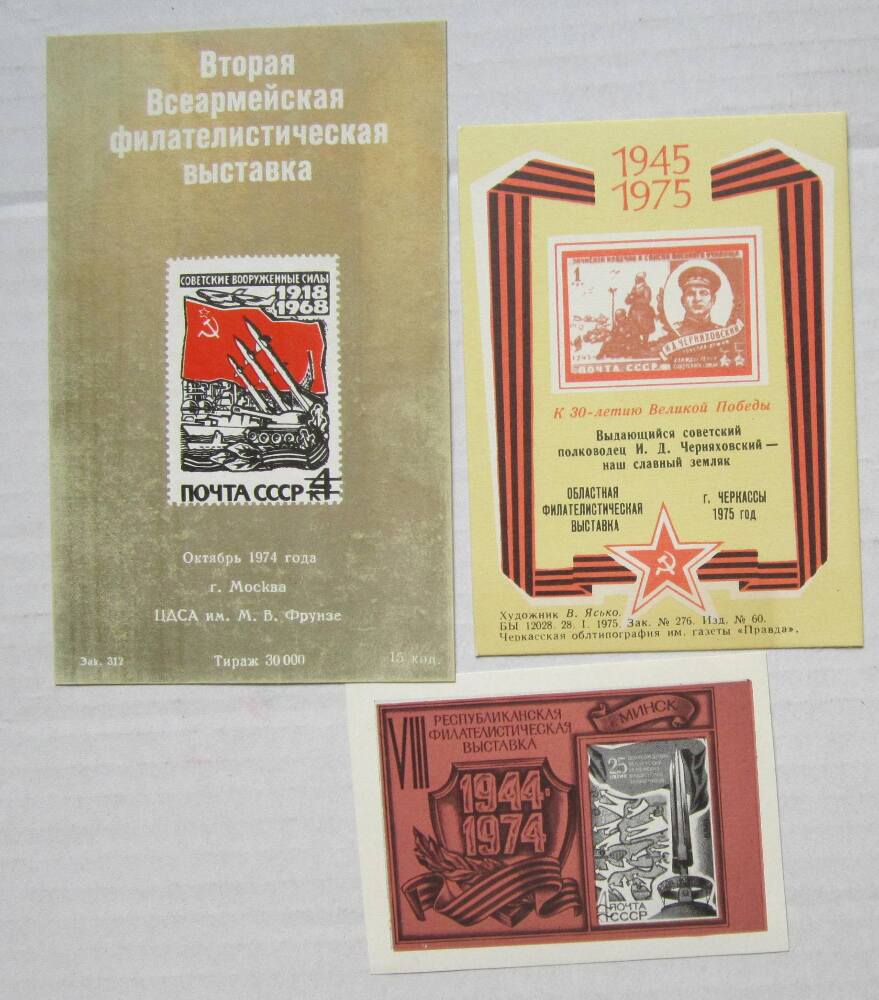 Вторая
Всеармейская
филателистическая
выставка
СОВЕТСКИЕ ВООРУЖЕННЫЕ СИЛЫ
1918
1968
ПОЧТА СССР 4
Октябрь 1974 года
г. Москва
ЦДСА им. М. В. Фрунзе
Зак. 312
Тираж 30 000
15 коп.
1945
1975
1
И.Д. ЧЕРНЯХОВСКИЙ
1945
ПОЧТА СССР
К 30-летию Великой Победы
Выдающийся советский
полководец И. Д. Черняховский —
наш славный земляк
ОБЛАСТНАЯ
ФИЛАТЕЛИСТИЧЕСКАЯ
ВЫСТАВКА
г. ЧЕРКАССЫ
1975 год
Художник В. Ясько.
БЫ 12028. 28. I. 1975. Зак. № 276. Изд. № 60.
Черкасская облтипография им. газеты «Правда».
VIII
РЕСПУБЛИКАНСКАЯ
ФИЛАТЕЛИСТИЧЕСКАЯ
ВЫСТАВКА
г. МИНСК
1944-
1974
25
ПОЧТА
СССР